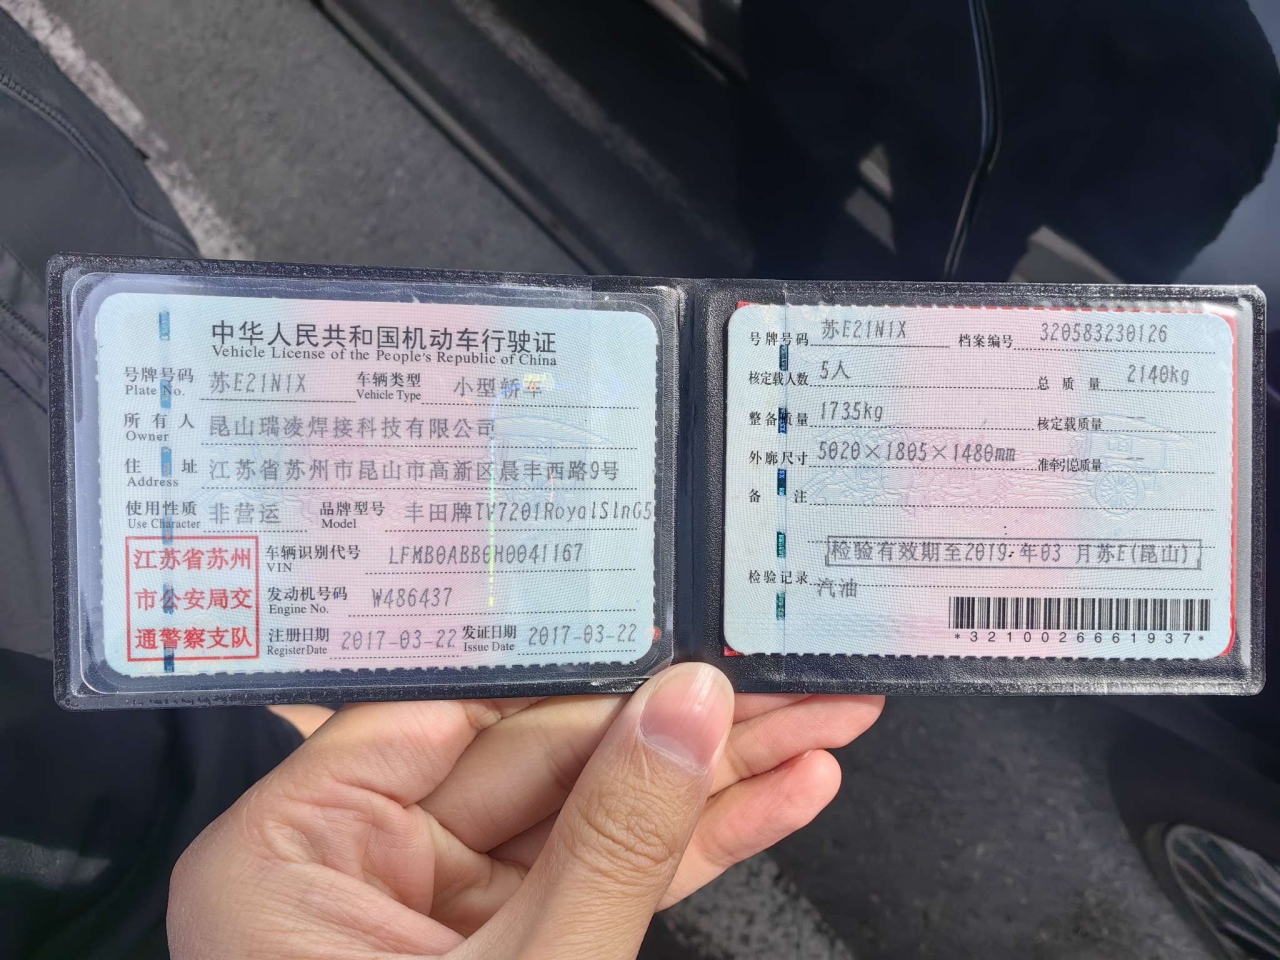 中华人民共和国机动车行驶证
Vehicle License of the People's Republic of China
号牌号码 苏E21N1X 车辆类型 小型轿车
Plate No. Vehicle Type
所有人 昆山瑞凌焊接科技有限公司
Owner
住址 江苏省苏州市昆山市高新区晨丰西路9号
Address
使用性质 非营运 品牌型号 丰田牌TV7201RoyalSlnG5
Use Character Model
江苏省苏州
市公安局交
通警察支队
车辆识别代号 LFMB0ABB0H0041167
VIN
发动机号码 W486437
Engine No.
注册日期 2017-03-22 发证日期 2017-03-22
Register Date Issue Date
号牌号码 苏E21N1X 档案编号 320583230126
核定载人数 5人 总质量 2140kg
整备质量 1735kg 核定载质量 --
外廓尺寸 5020×1805×1480mm 准牵引总质量 --
备注
检验有效期至2019年03月苏E(昆山)
检验记录 汽油
*3210026661937*